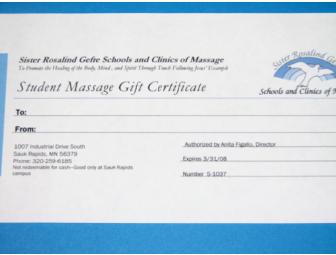 Sister Rosalind Gefre Schools and Clinics of Massage
To Promote the Healing of the Body, Mind, and Spirit Through Touch Following Jesus' Example
Student Massage Gift Certificate
Sister Rosalind Ge
Schools and Clinics of M
To:
From:
1007 Industrial Drive South
Sauk Rapids, MN 56379
Phone: 320-259-6185
Not redeemable for cash--Good only at Sauk Rapids
campus
Authorized by Anita Figallo, Director
Expires 3/31/08
Number S-1037